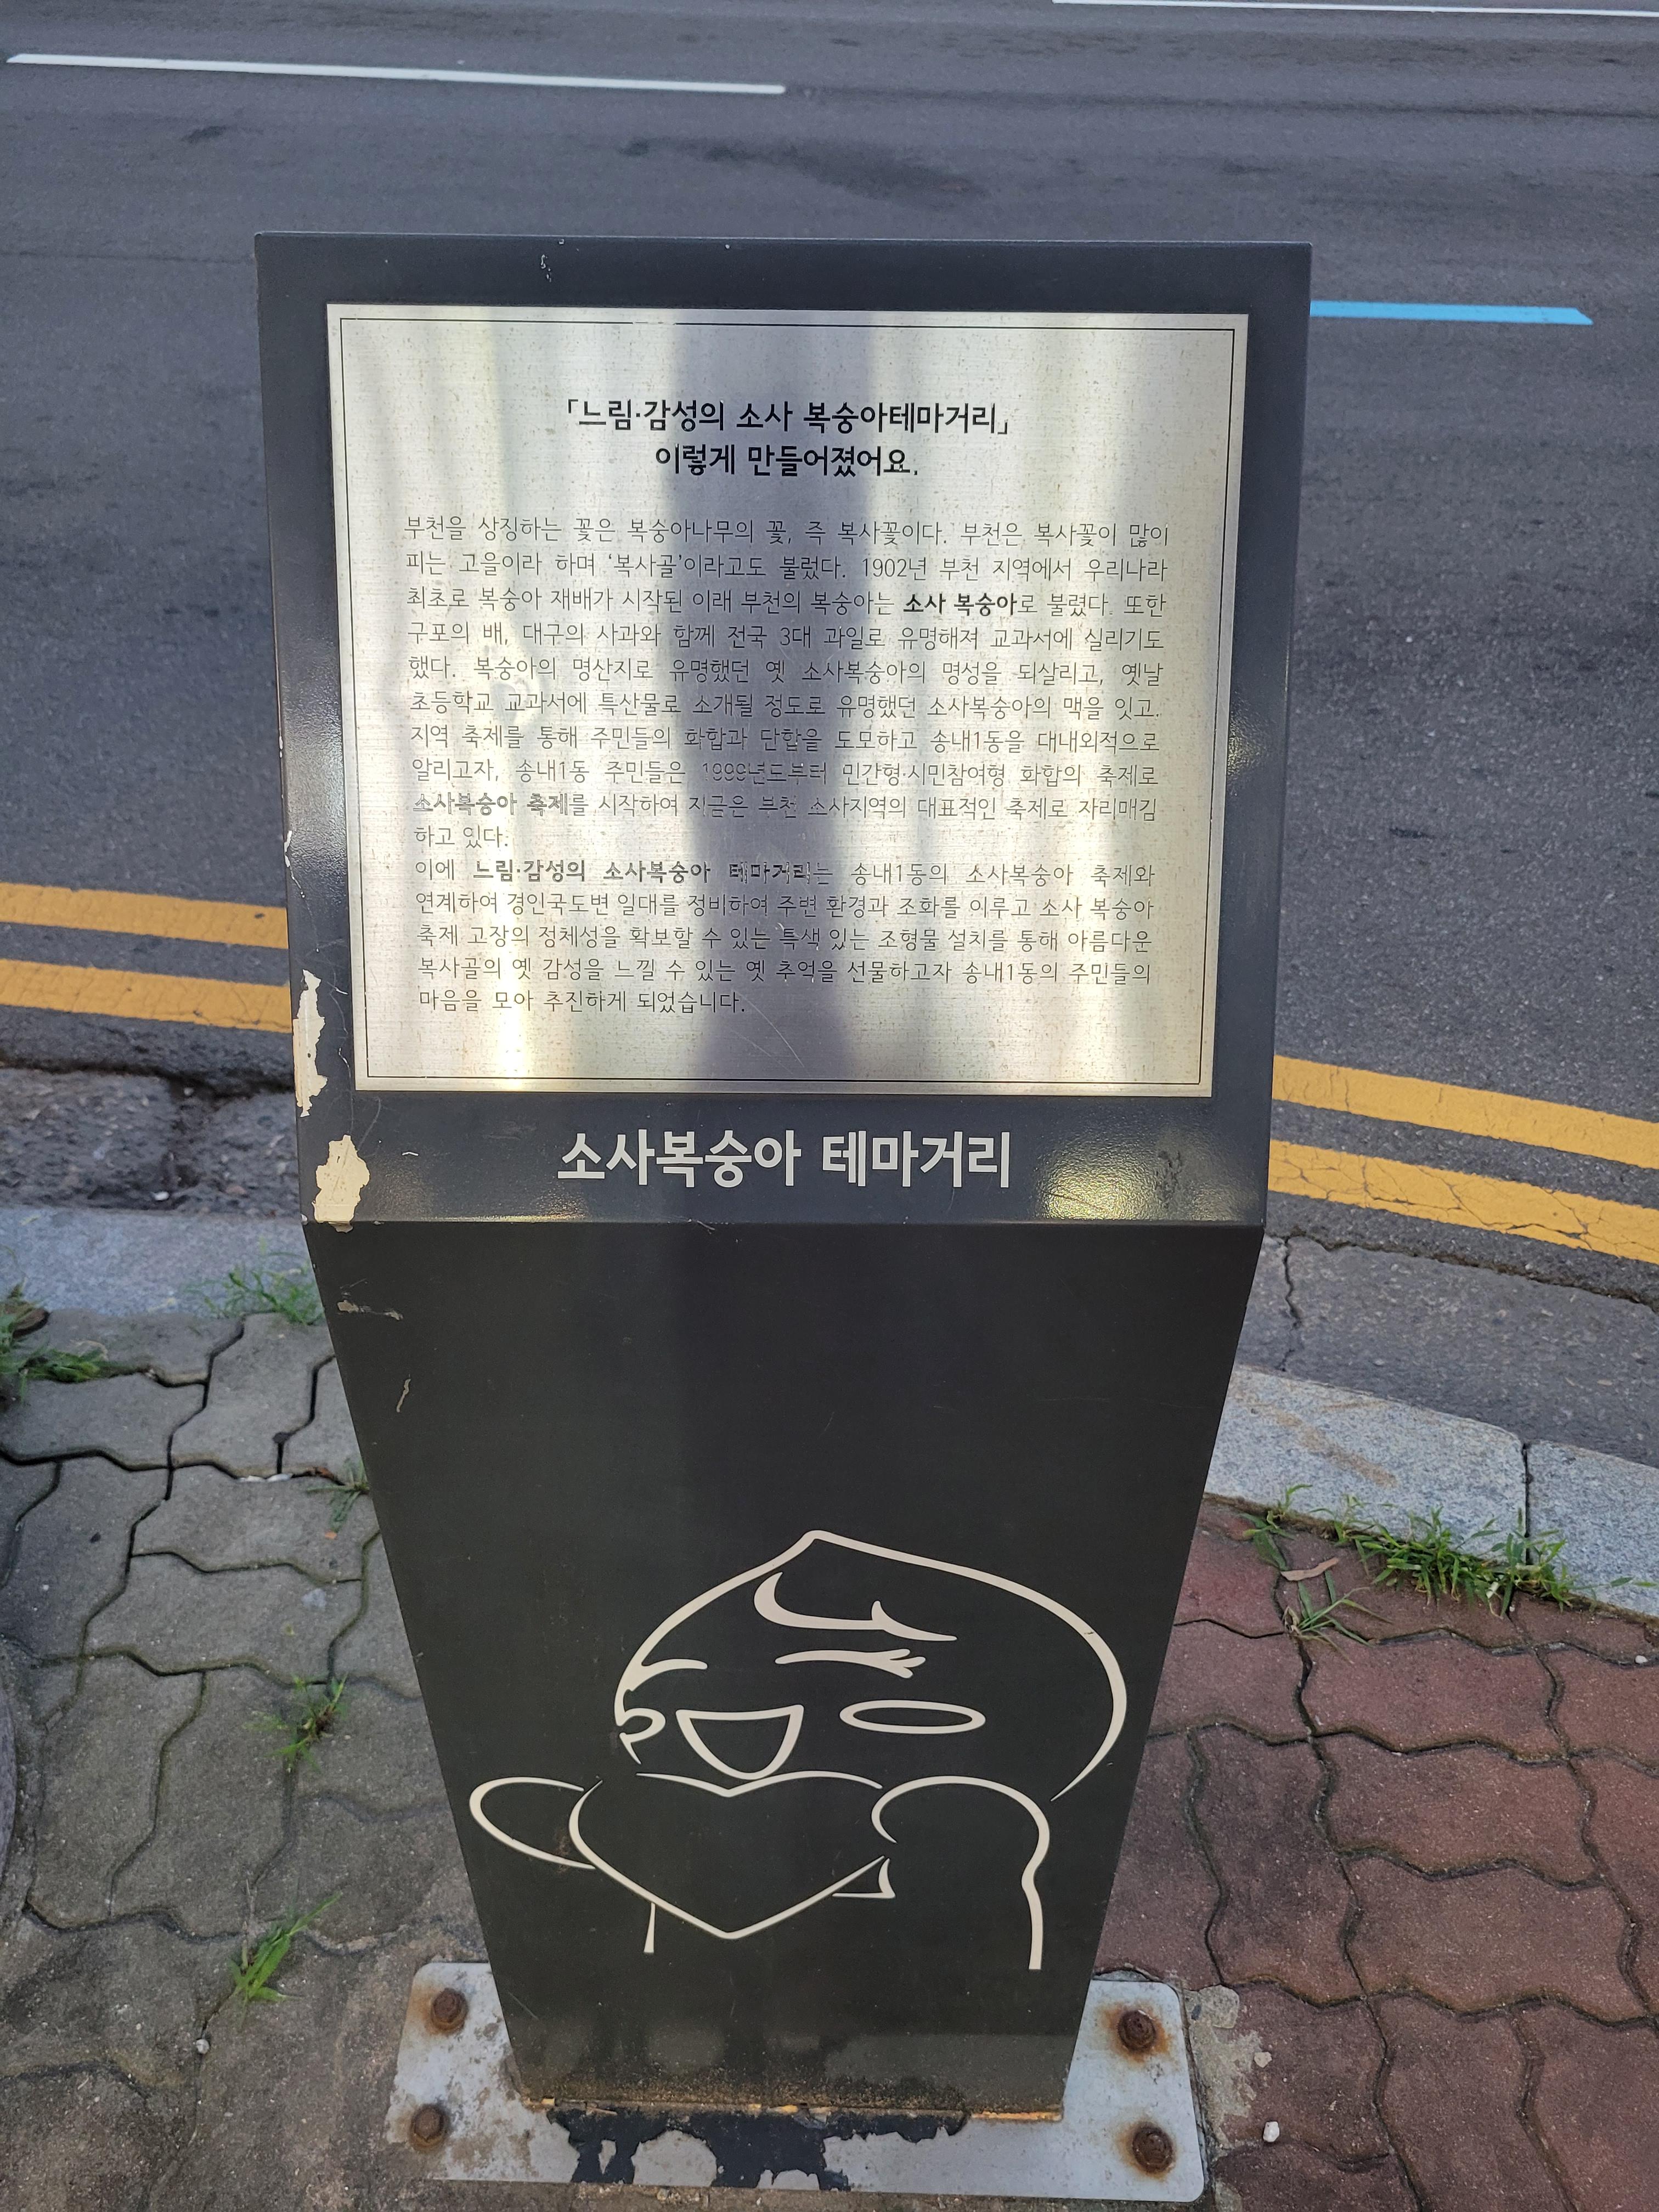 「느림·감성의 소사 복숭아테마거리」
이렇게 만들어졌어요.
부천을 상징하는 꽃은 복숭아나무의 꽃, 즉 복사꽃이다. 부천은 복사꽃이 많이
피는 고을이라 하며 '복사골'이라고도 불렀다. 1902년 부천 지역에서 우리나라
최초로 복숭아 재배가 시작된 이래 부천의 복숭아는 소사 복숭아로 불렸다. 또한
구포의 배, 대구의 사과와 함께 전국 3대 과일로 유명해져 교과서에 실리기도
했다. 복숭아의 명산지로 유명했던 옛 소사복숭아의 명성을 되살리고, 옛날
초등학교 교과서에 특산물로 소개될 정도로 유명했던 소사복숭아의 맥을 잇고.
지역 축제를 통해 주민들의 화합과 단합을 도모하고 송내1동을 대내외적으로
알리고자, 송내1동 주민들은 1999년도부터 민간형·시민참여형 화합의 축제로
소사복숭아 축제를 시작하여 지금은 부천 소사지역의 대표적인 축제로 자리매김
하고 있다.
이에 느림·감성의 소사복숭아 테마거리는 송내1동의 소사복숭아 축제와
연계하여 경인국도변 일대를 정비하여 주변 환경과 조화를 이루고 소사 복숭아
축제 고장의 정체성을 확보할 수 있는 특색 있는 조형물 설치를 통해 아름다운
복사골의 옛 감성을 느낄 수 있는 옛 추억을 선물하고자 송내1동의 주민들의
마음을 모아 추진하게 되었습니다.
소사복숭아 테마거리